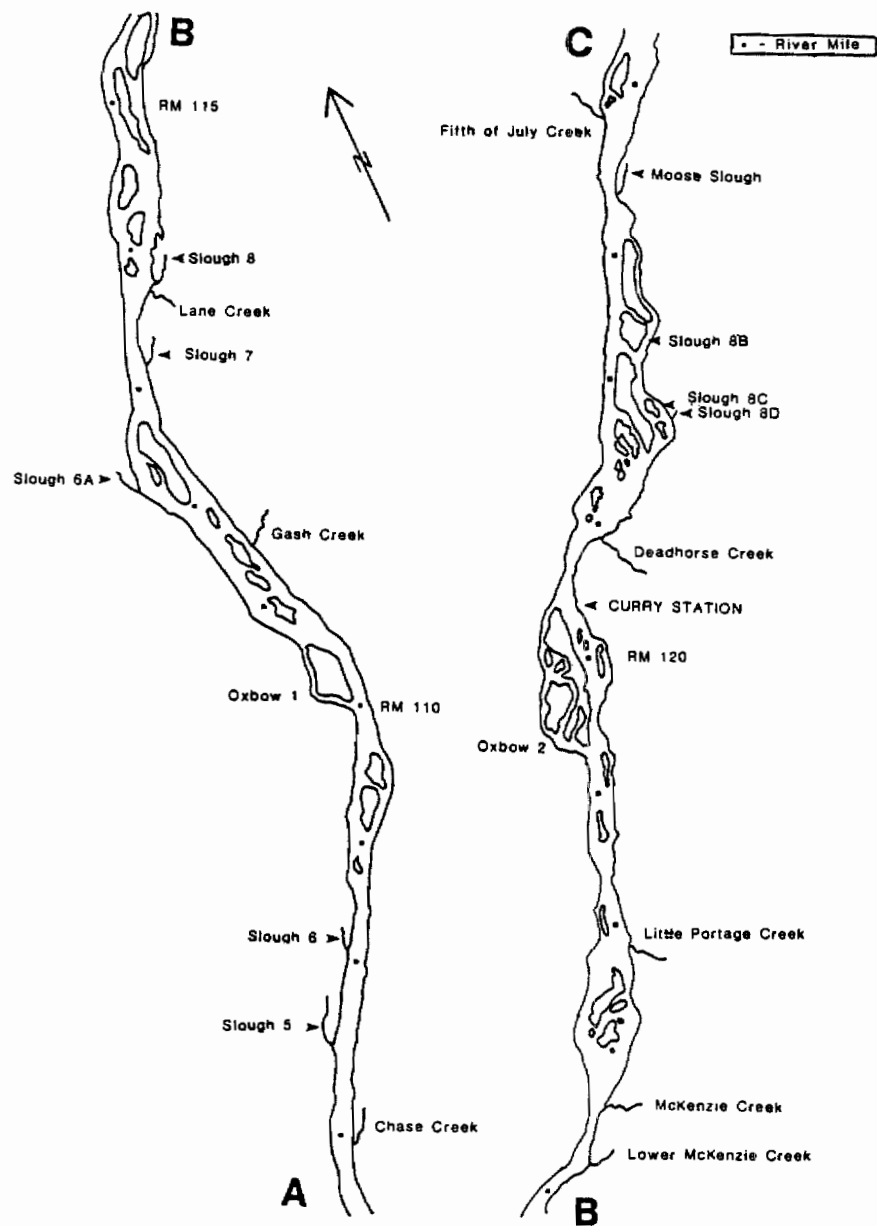 B
C
• - River Mile
RM 115
Fifth of July Creek
Moose Slough
N
Slough 8
Lane Creek
Slough 7
Slough 8B
Slough 8C
Slough 8D
Slough 6A
Gash Creek
Deadhorse Creek
CURRY STATION
RM 120
Oxbow 1
RM 110
Oxbow 2
Slough 6
Little Portage Creek
Slough 5
Chase Creek
McKenzie Creek
Lower McKenzie Creek
A
B